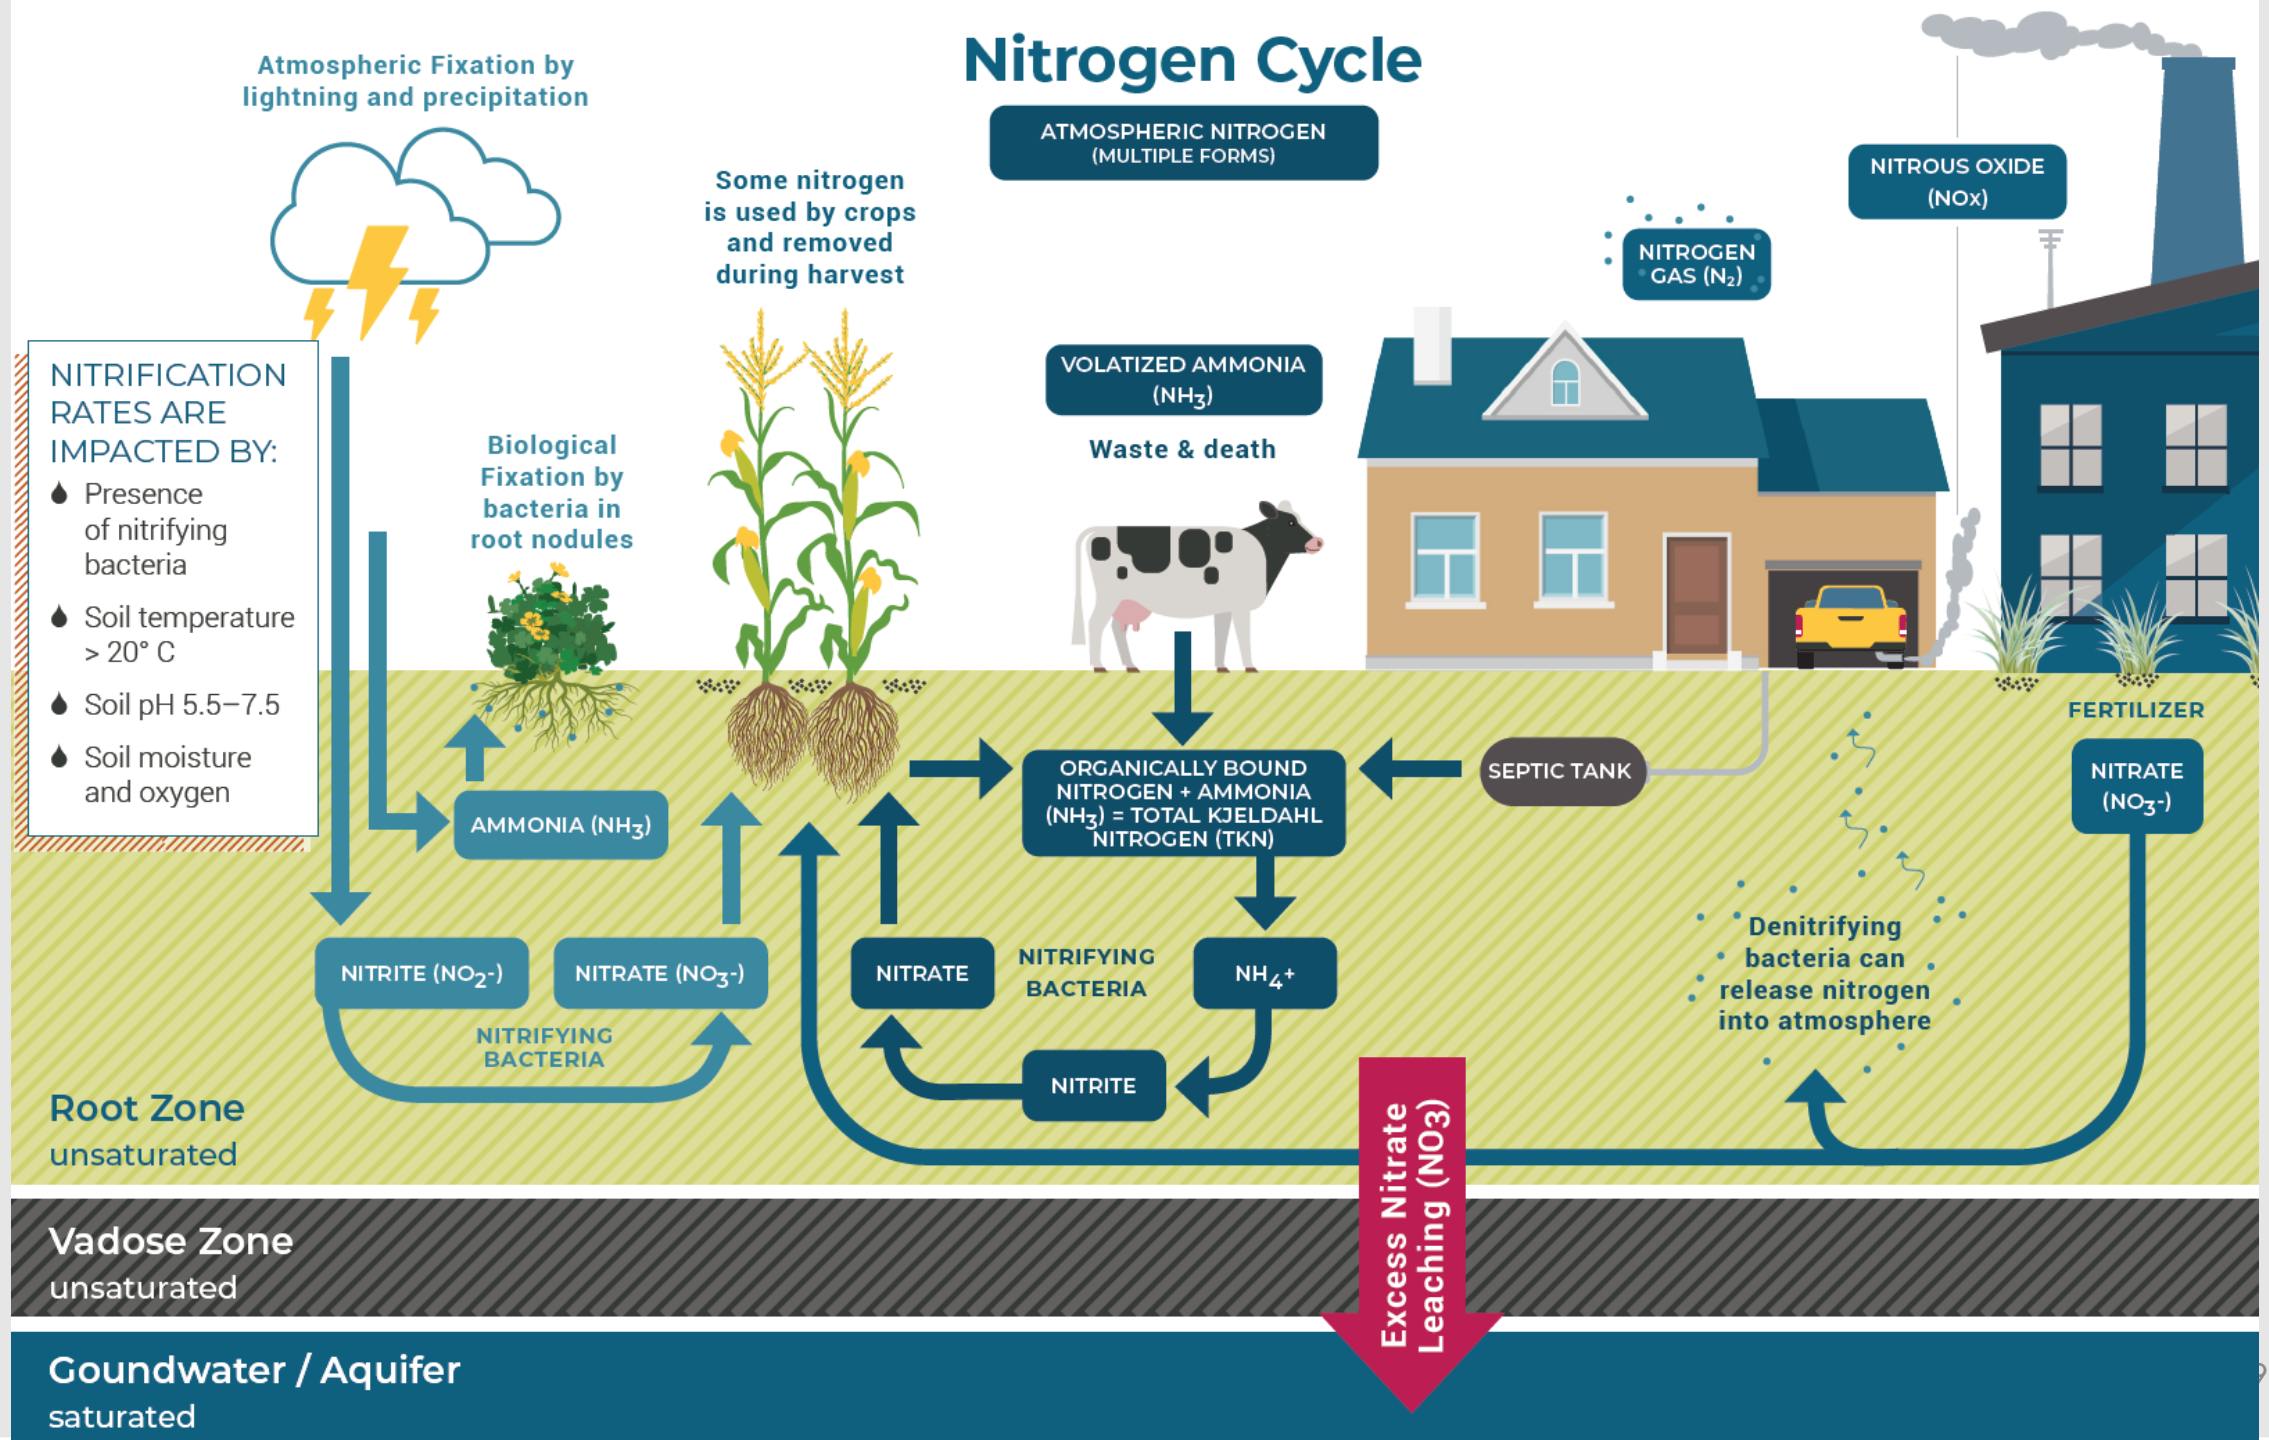 Nitrogen Cycle
ATMOSPHERIC NITROGEN
(MULTIPLE FORMS)
Atmospheric Fixation by
lightning and precipitation
Some nitrogen
is used by crops
and removed
during harvest
NITROUS OXIDE
(NOx)
NITROGEN
GAS (N₂)
VOLATIZED AMMONIA
(NH₃)
Waste & death
NITRIFICATION
RATES ARE
IMPACTED BY:
Presence
of nitrifying
bacteria
Soil temperature
> 20° C
Soil pH 5.5–7.5
Soil moisture
and oxygen
Biological
Fixation by
bacteria in
root nodules
AMMONIA (NH₃)
ORGANICALLY BOUND
NITROGEN + AMMONIA
(NH₃) = TOTAL KJELDAHL
NITROGEN (TKN)
SEPTIC TANK
FERTILIZER
NITRATE
(NO₃-)
NITRITE (NO₂-)
NITRATE (NO₃-)
NITRIFYING
BACTERIA
NITRATE
NITRIFYING
BACTERIA
NH₄+
NITRITE
Denitrifying
bacteria can
release nitrogen
into atmosphere
Root Zone
unsaturated
Excess Nitrate
Leaching (NO3)
Vadose Zone
unsaturated
Goundwater / Aquifer
saturated
9